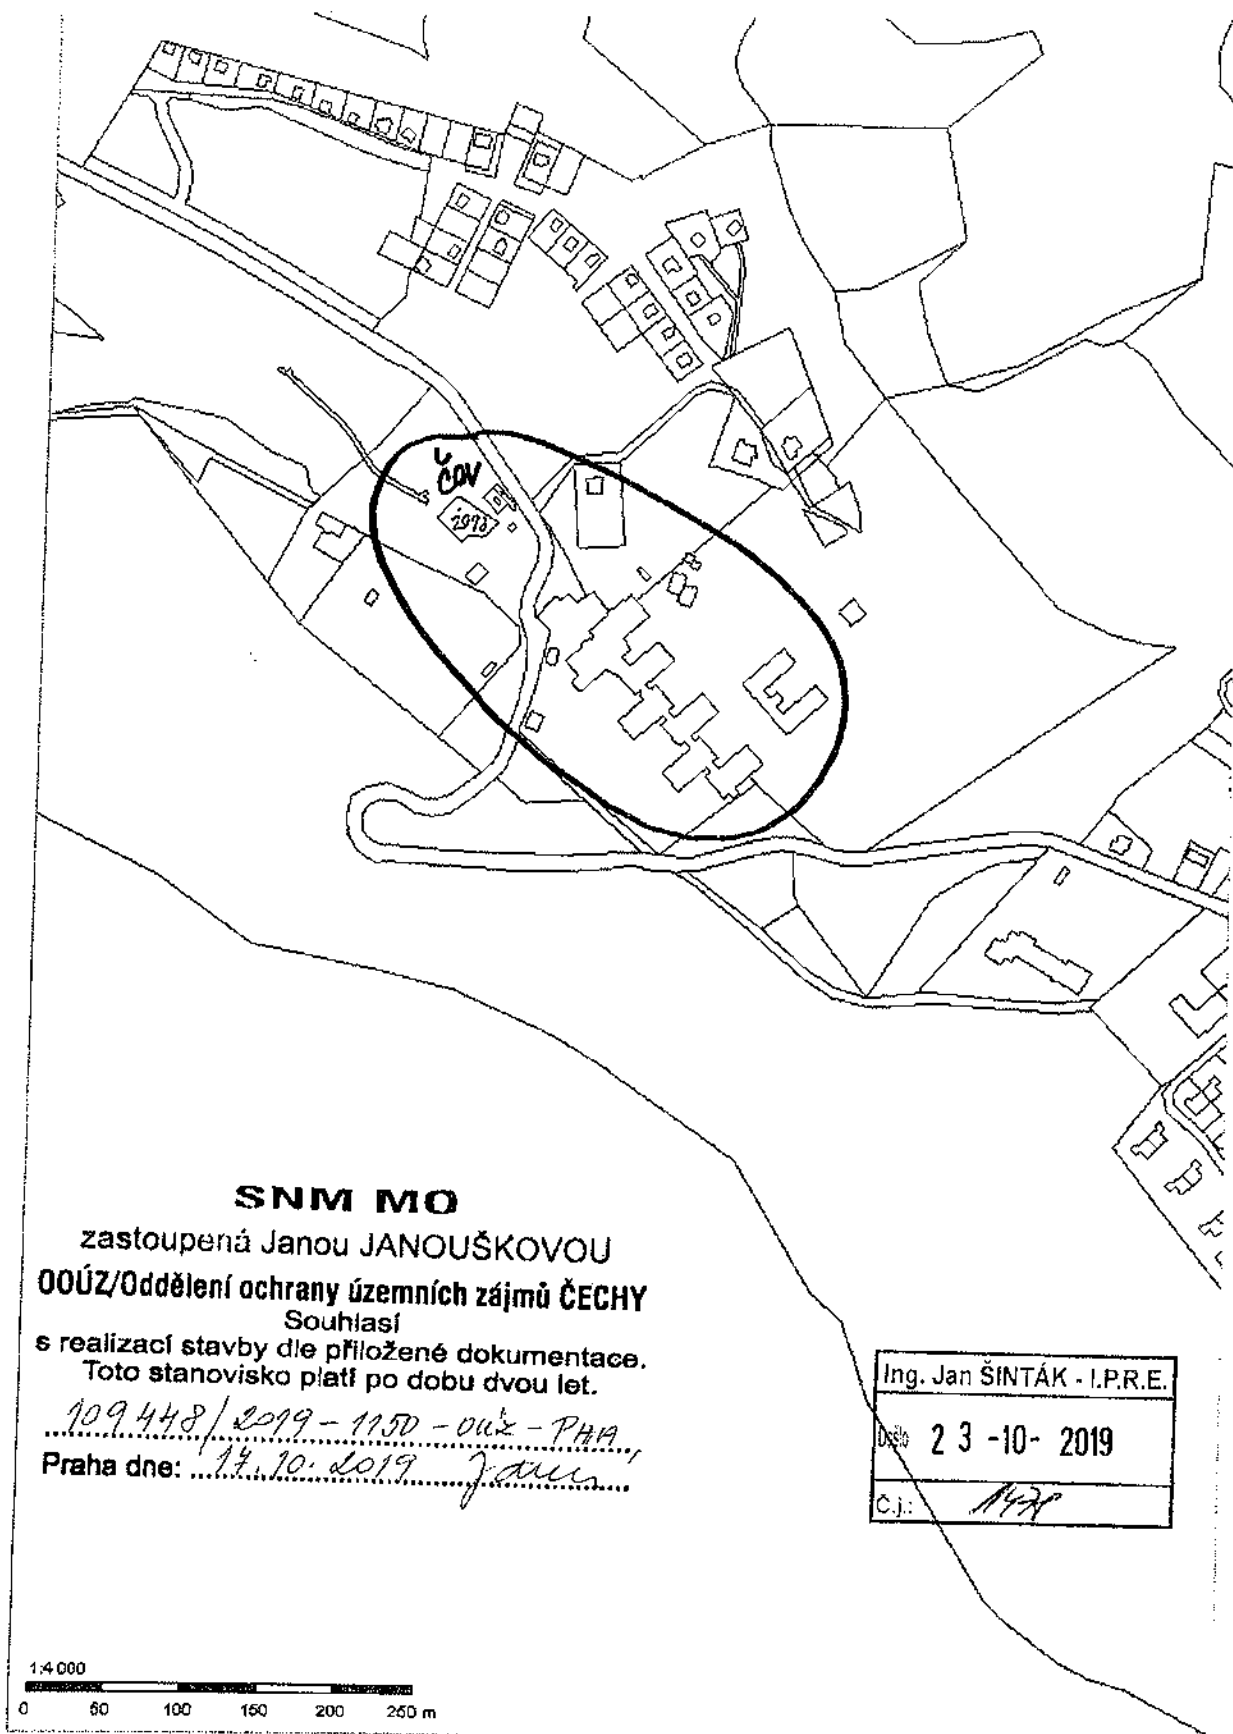 ČOV
SNM MO
zastoupená Janou JANOUŠKOVOU
OOÚZ/Oddělení ochrany územních zájmů ČECHY
Souhlasí
s realizací stavby dle přiložené dokumentace.
Toto stanovisko platí po dobu dvou let.
109448/2019-1150-OÚZ-PHA
Praha dne: 17.10.2019
Ing. Jan ŠINTÁK - I.P.R.E.
Došlo 23-10-2019
Č.j.:
1:4 000
0 50 100 150 200 250 m